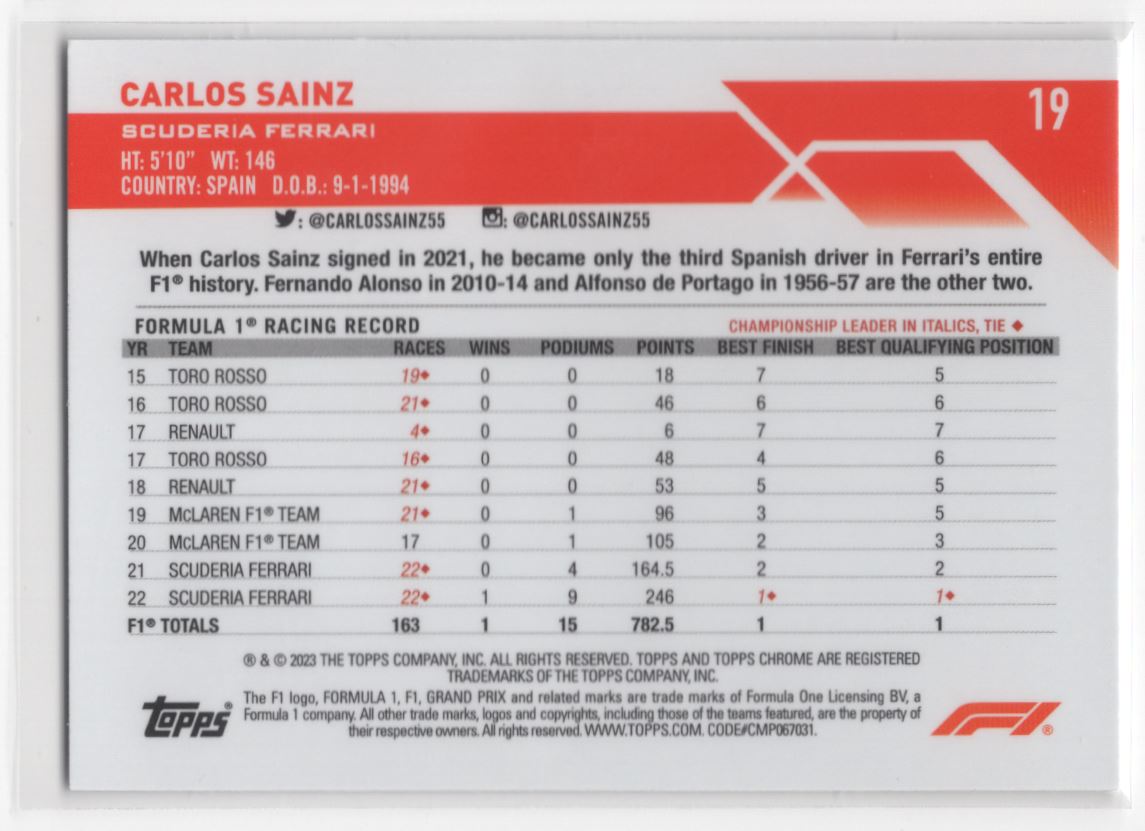 CARLOS SAINZ
19
SCUDERIA FERRARI
HT: 5'10" WT: 146
COUNTRY: SPAIN D.O.B.: 9-1-1994
: @CARLOSSAINZ55 : @CARLOSSAINZ55
When Carlos Sainz signed in 2021, he became only the third Spanish driver in Ferrari's entire
F1® history. Fernando Alonso in 2010-14 and Alfonso de Portago in 1956-57 are the other two.
FORMULA 1® RACING RECORD CHAMPIONSHIP LEADER IN ITALICS, TIE ♦
YR TEAM RACES WINS PODIUMS POINTS BEST FINISH BEST QUALIFYING POSITION
15 TORO ROSSO 19♦ 0 0 18 7 5
16 TORO ROSSO 21♦ 0 0 46 6 6
17 RENAULT 4♦ 0 0 6 7 7
17 TORO ROSSO 16♦ 0 0 48 4 6
18 RENAULT 21♦ 0 0 53 5 5
19 McLAREN F1® TEAM 21♦ 0 1 96 3 5
20 McLAREN F1® TEAM 17 0 1 105 2 3
21 SCUDERIA FERRARI 22♦ 0 4 164.5 2 2
22 SCUDERIA FERRARI 22♦ 1 9 246 1♦ 1♦
F1® TOTALS 163 1 15 782.5 1 1
® & © 2023 THE TOPPS COMPANY, INC. ALL RIGHTS RESERVED. TOPPS AND TOPPS CHROME ARE REGISTERED
TRADEMARKS OF THE TOPPS COMPANY, INC.
The F1 logo, FORMULA 1, F1, GRAND PRIX and related marks are trade marks of Formula One Licensing BV, a
Formula 1 company. All other trade marks, logos and copyrights, including those of the teams featured, are the property of
their respective owners. All rights reserved. WWW.TOPPS.COM. CODE#CMP067031.
Topps®
F1®